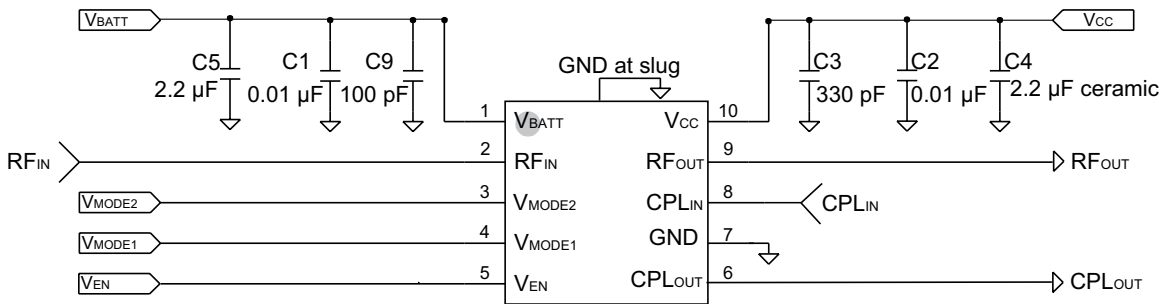 VBATT
VCC
C5
2.2 µF
C1
0.01 µF
C9
100 pF
GND at slug
C3
330 pF
C2
0.01 µF
C4
2.2 µF ceramic
1 VBATT
VCC 10
RFIN 2 RFIN
RFOUT 9 RFOUT
VMODE2 3 VMODE2
CPLIN 8 CPLIN
VMODE1 4 VMODE1
GND 7
VEN 5 VEN
CPLOUT 6 CPLOUT